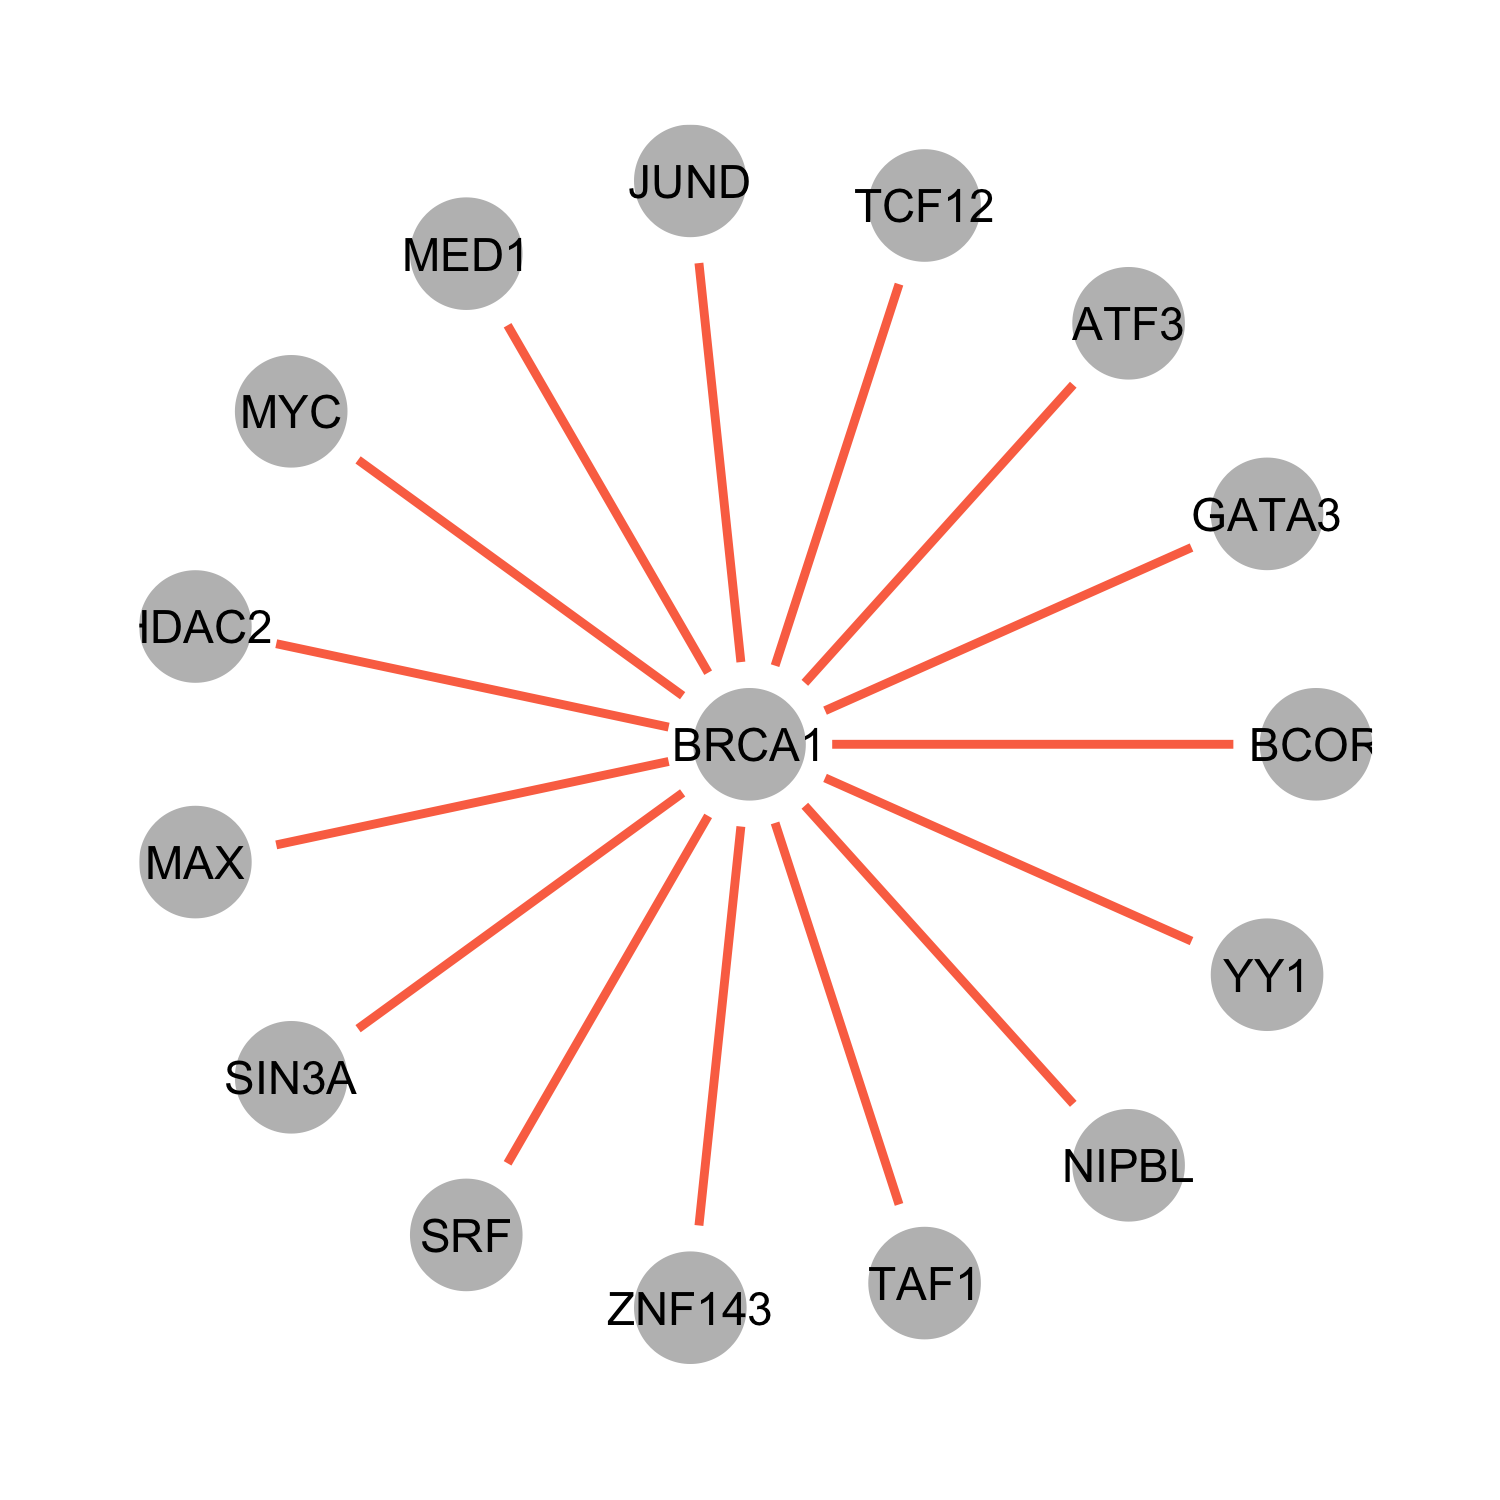 JUND
TCF12
MED1
ATF3
MYC
GATA3
HDAC2
BRCA1
BCOR
MAX
YY1
SIN3A
NIPBL
SRF
TAF1
ZNF143